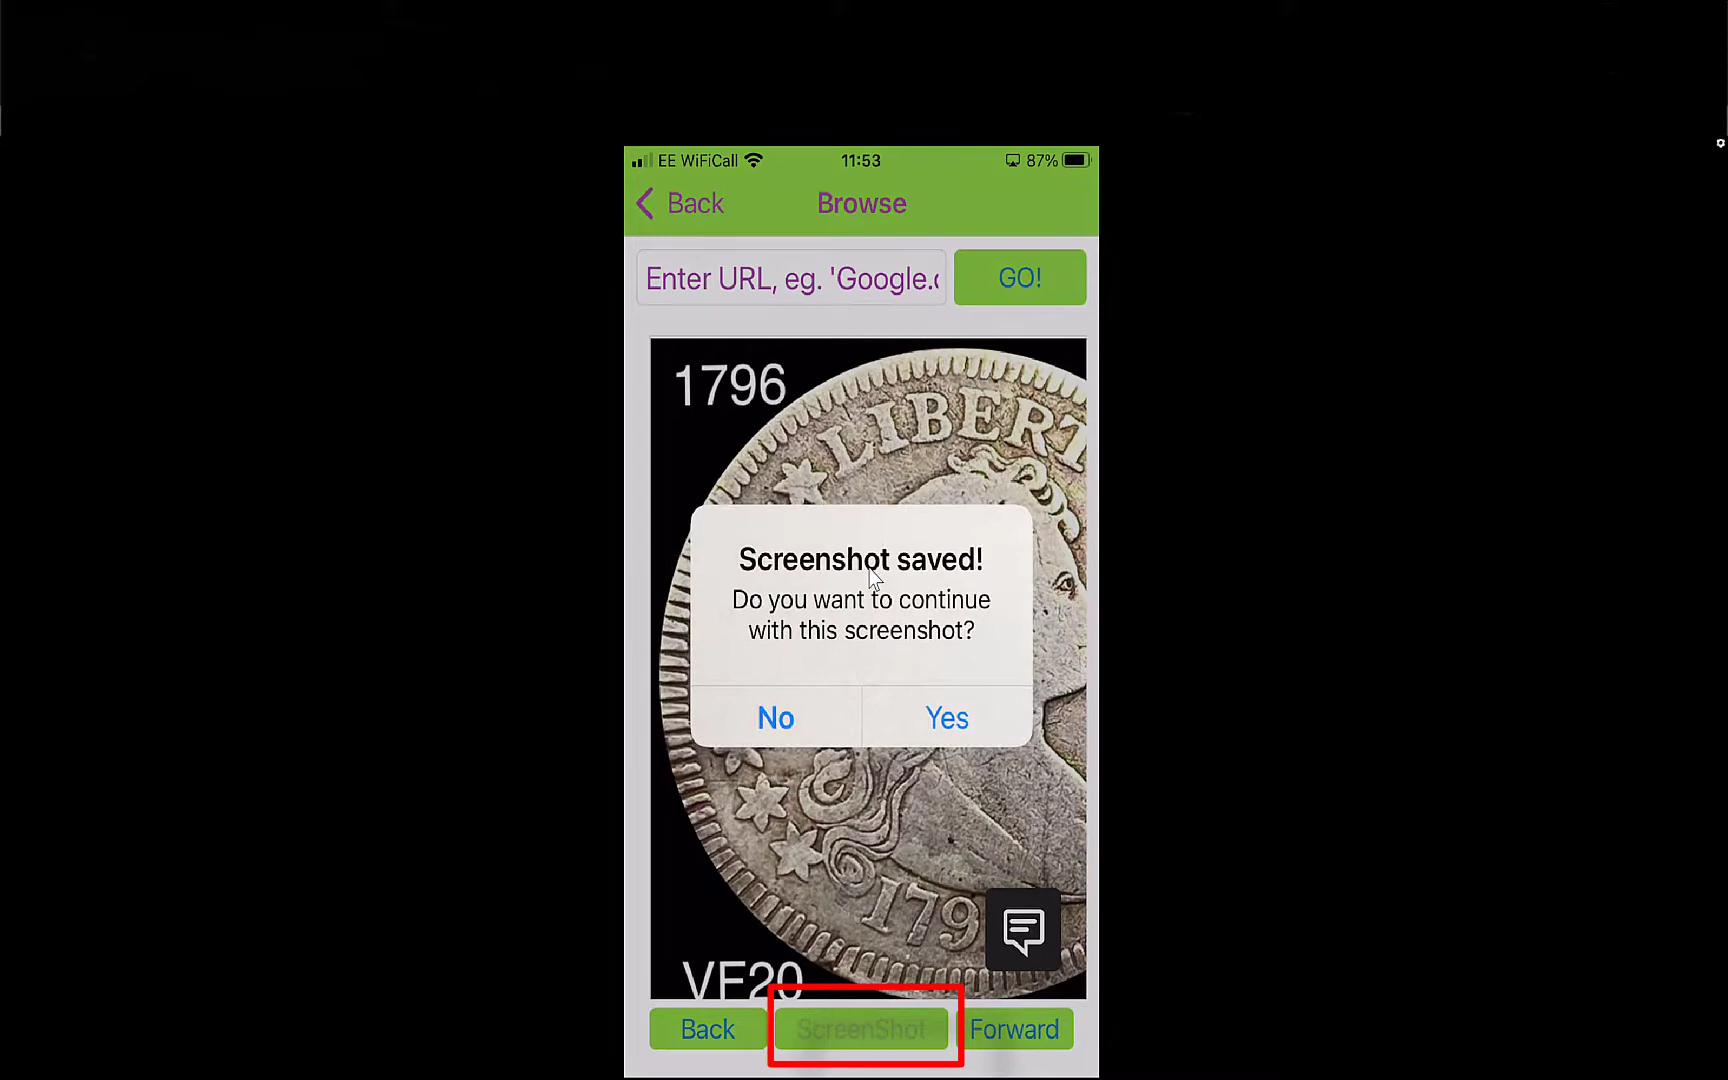 EE WiFiCall 11:53 87%
Back Browse
Enter URL, eg. 'Google.c
GO!
1796
LIBERT
Screenshot saved!
Do you want to continue
with this screenshot?
No Yes
179
VF20
Back ScreenShot Forward